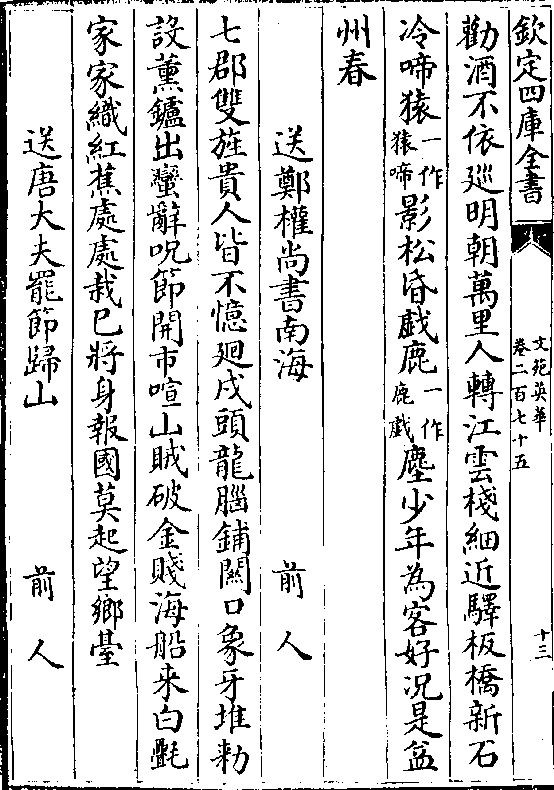 欽定四庫全書
文苑英華
卷二百七十五
十三
勸酒不依廵明朝萬里人轉江雲棧細近驛板橋新石
冷啼猿一作猿啼影松昏戲鹿一作鹿戲塵少年為客好况是益
州春
送鄭權尚書南海 前人
七郡雙旌貴人皆不憶廻戍頭龍腦鋪闗口象牙堆勅
設薰鑪出蠻辭呪節開市喧山賊破金賤海船来白㲲
家家織紅蕉處處栽已將身報國莫起望鄉臺
送唐大夫罷節歸山 前人